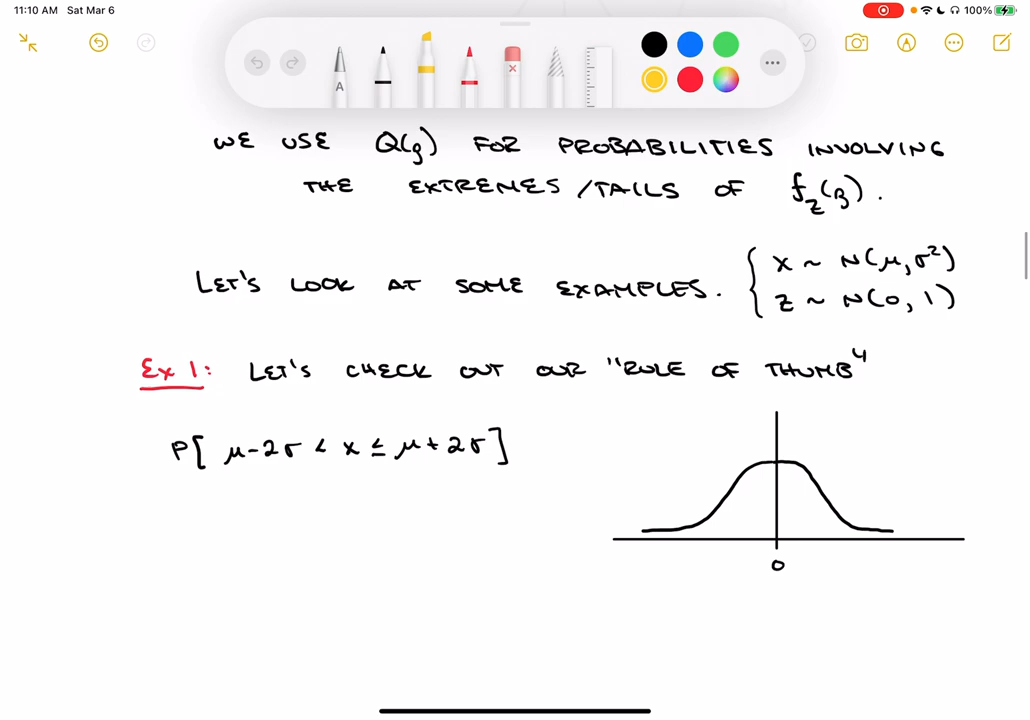 11:10 AM Sat Mar 6
100%
A
WE USE Q(z) FOR PROBABILITIES INVOLVING
THE EXTREMES/TAILS OF f_Z(z).
LET'S LOOK AT SOME EXAMPLES. { X ~ N(μ, σ²)
Z ~ N(0, 1)
Ex 1: LET'S CHECK OUT OUR "RULE OF THUMB"
P[ μ-2σ < X ≤ μ+2σ ]
0